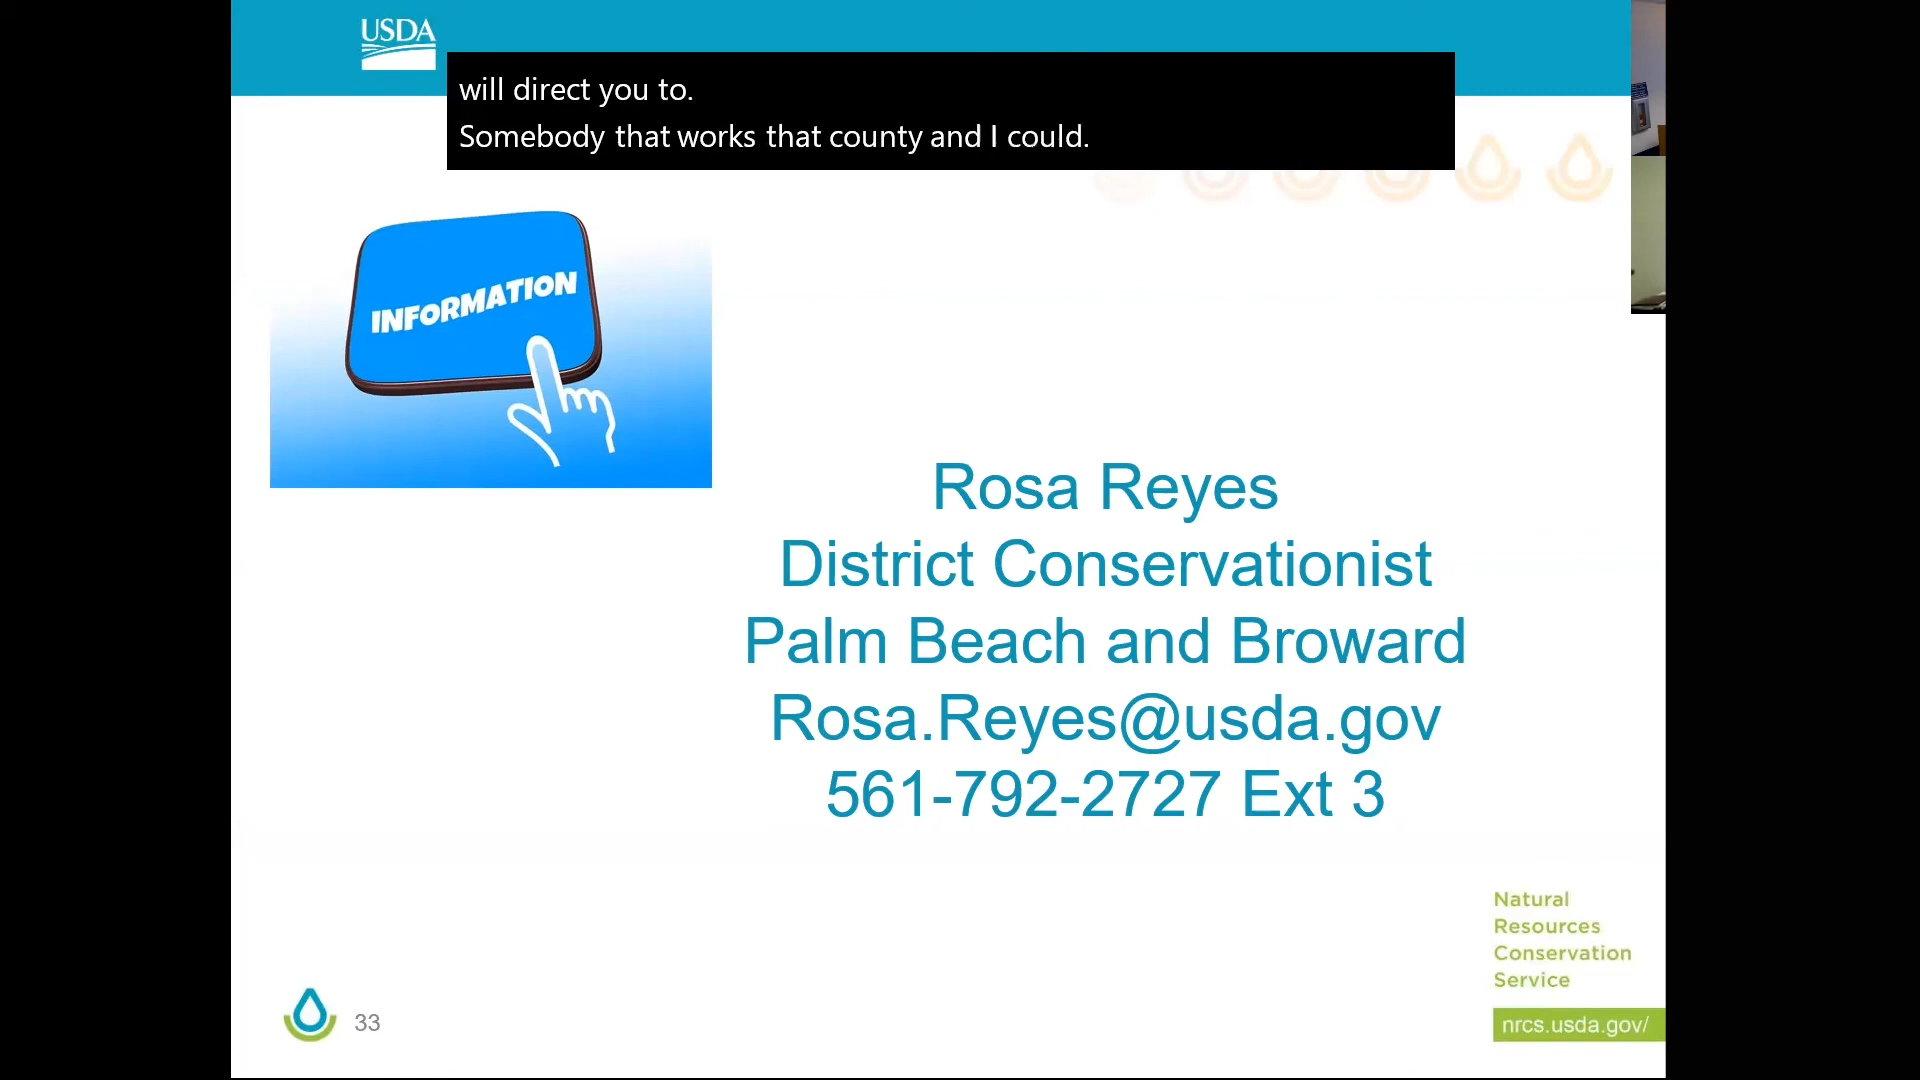 USDA
will direct you to.
Somebody that works that county and I could.
INFORMATION
Rosa Reyes
District Conservationist
Palm Beach and Broward
Rosa.Reyes@usda.gov
561-792-2727 Ext 3
Natural
Resources
Conservation
Service
nrcs.usda.gov/
33